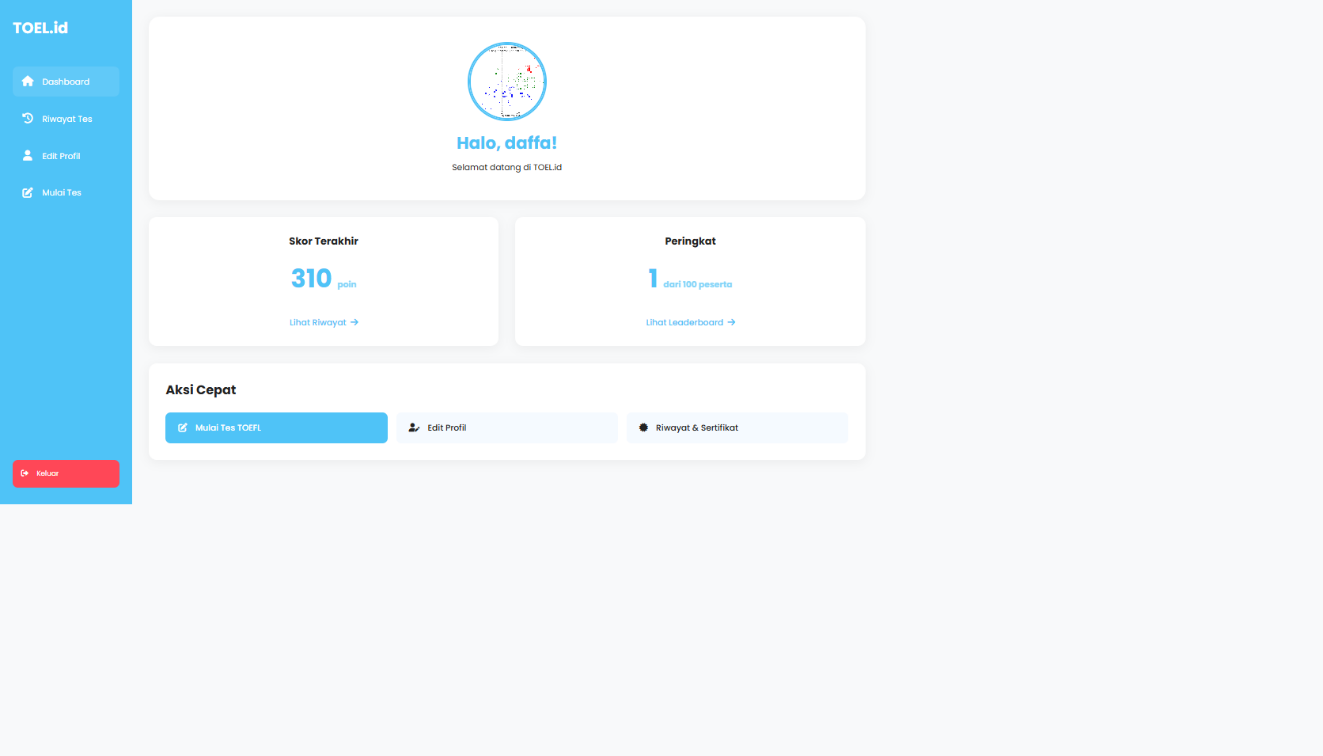 TOEL.id
Dashboard
Riwayat Tes
Edit Profil
Mulai Tes
Keluar
Halo, daffa!
Selamat datang di TOEL.id
Skor Terakhir
310 poin
Lihat Riwayat →
Peringkat
1 dari 100 peserta
Lihat Leaderboard →
Aksi Cepat
Mulai Tes TOEFL
Edit Profil
Riwayat & Sertifikat